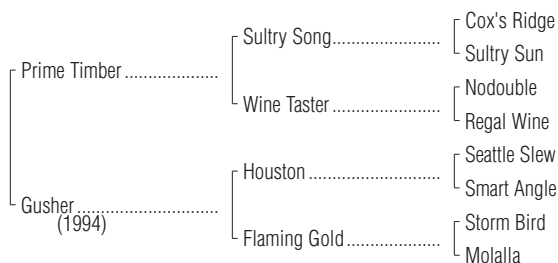 Cox's Ridge
Sultry Song....................
Sultry Sun
Prime Timber ..................
Nodouble
Wine Taster ....................
Regal Wine
Seattle Slew
Houston .........................
Smart Angle
Gusher...........................
(1994)
Storm Bird
Flaming Gold..................
Molalla